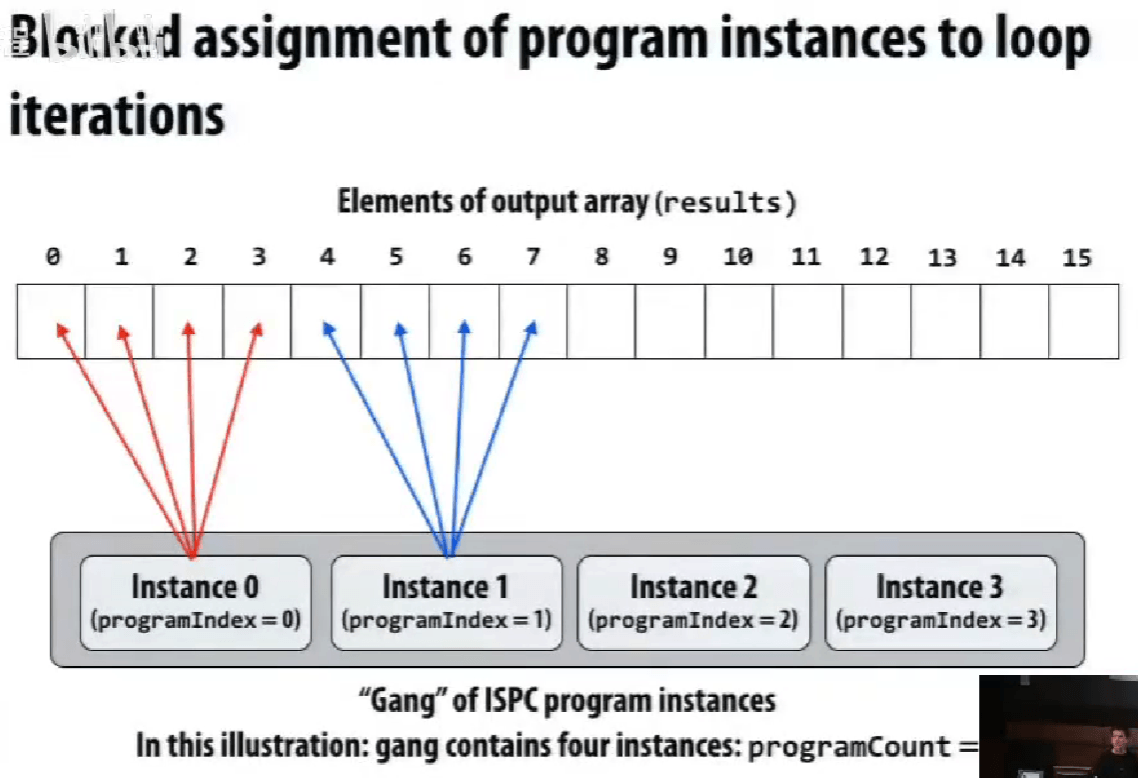 Blocked assignment of program instances to loop
iterations
Elements of output array (results)
0 1 2 3 4 5 6 7 8 9 10 11 12 13 14 15
Instance 0 Instance 1 Instance 2 Instance 3
(programIndex = 0) (programIndex = 1) (programIndex = 2) (programIndex = 3)
“Gang” of ISPC program instances
In this illustration: gang contains four instances: programCount =